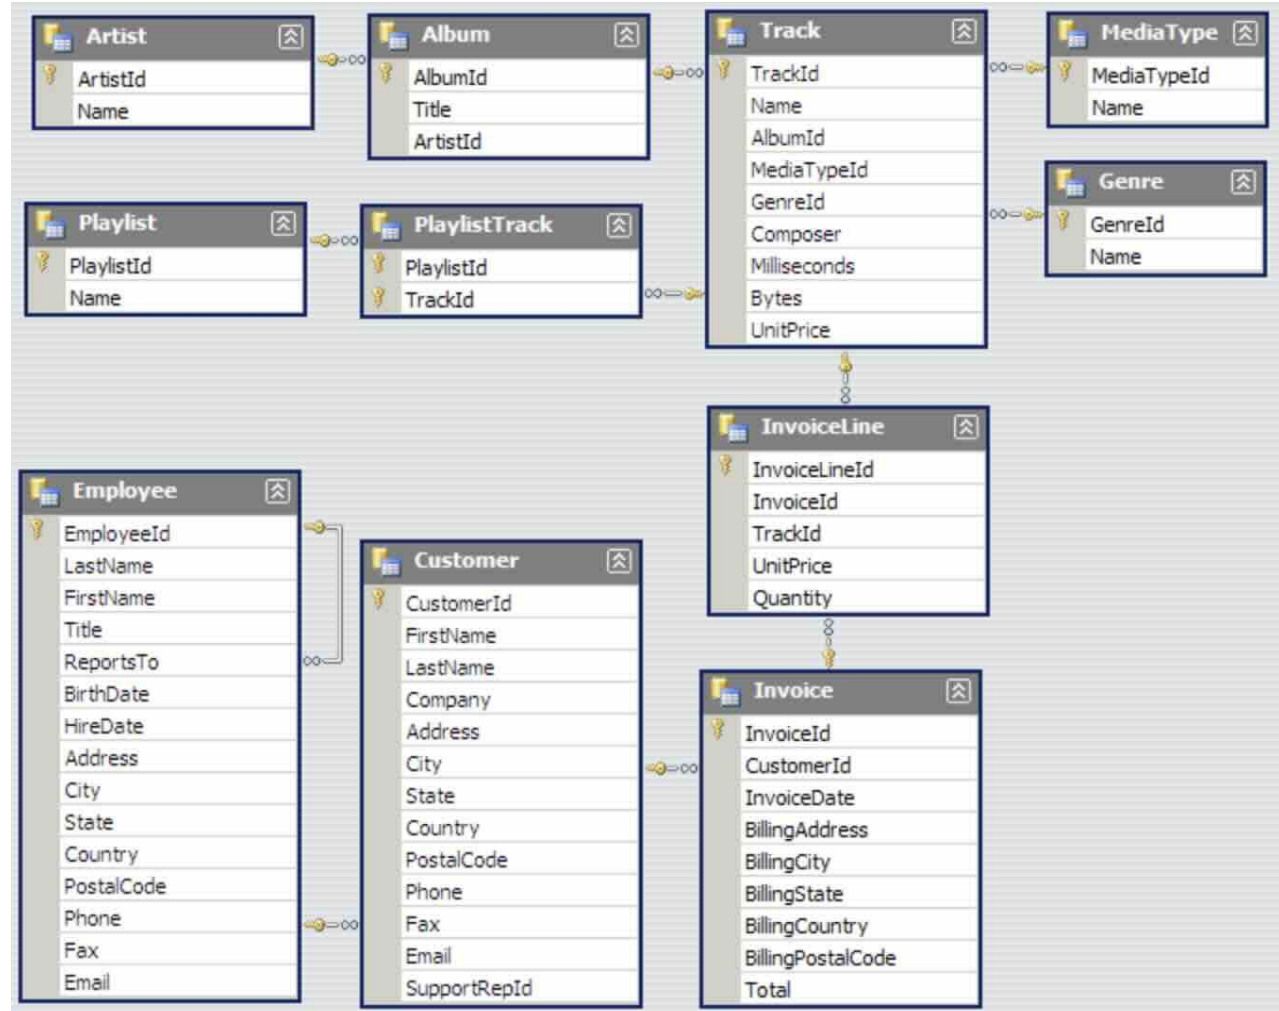 Artist
ArtistId
Name
Album
AlbumId
Title
ArtistId
Track
TrackId
Name
AlbumId
MediaTypeId
GenreId
Composer
Milliseconds
Bytes
UnitPrice
MediaType
MediaTypeId
Name
Genre
GenreId
Name
Playlist
PlaylistId
Name
PlaylistTrack
PlaylistId
TrackId
InvoiceLine
InvoiceLineId
InvoiceId
TrackId
UnitPrice
Quantity
Employee
EmployeeId
LastName
FirstName
Title
ReportsTo
BirthDate
HireDate
Address
City
State
Country
PostalCode
Phone
Fax
Email
Customer
CustomerId
FirstName
LastName
Company
Address
City
State
Country
PostalCode
Phone
Fax
Email
SupportRepId
Invoice
InvoiceId
CustomerId
InvoiceDate
BillingAddress
BillingCity
BillingState
BillingCountry
BillingPostalCode
Total